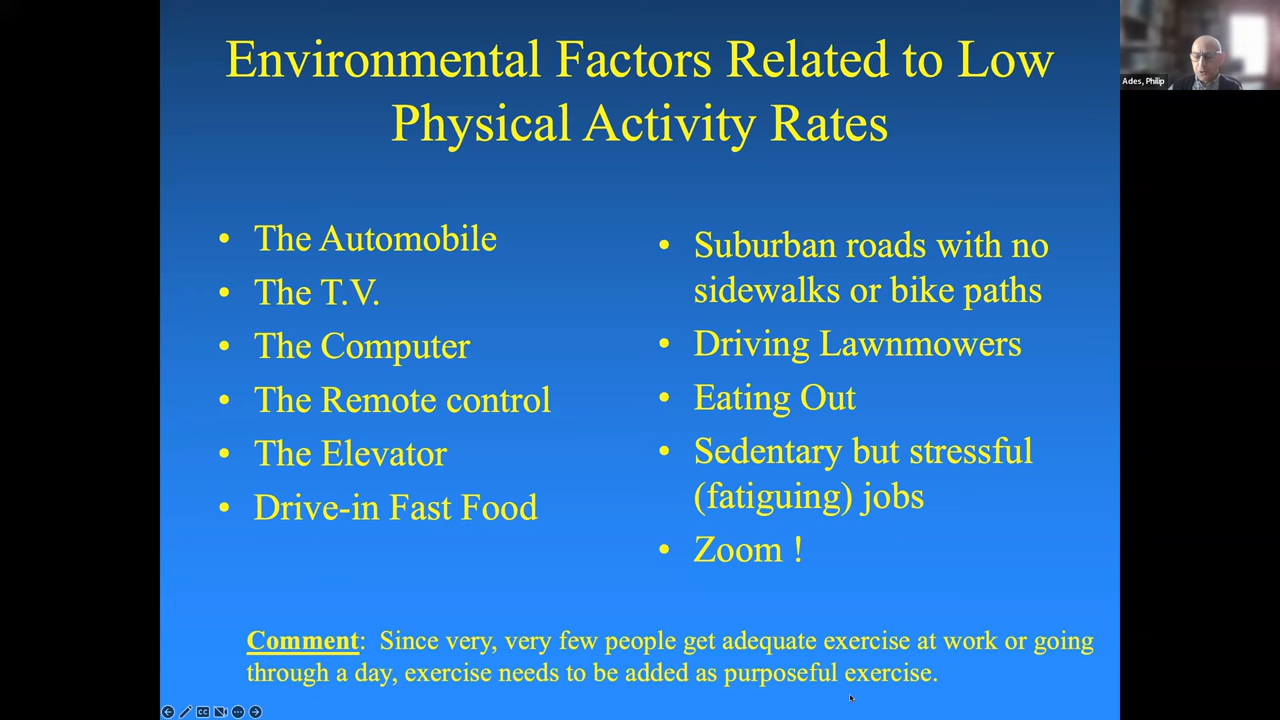 Environmental Factors Related to Low
Physical Activity Rates
• The Automobile
• The T.V.
• The Computer
• The Remote control
• The Elevator
• Drive-in Fast Food
• Suburban roads with no
sidewalks or bike paths
• Driving Lawnmowers
• Eating Out
• Sedentary but stressful
(fatiguing) jobs
• Zoom !
Comment: Since very, very few people get adequate exercise at work or going
through a day, exercise needs to be added as purposeful exercise.
Ades, Philip
CC